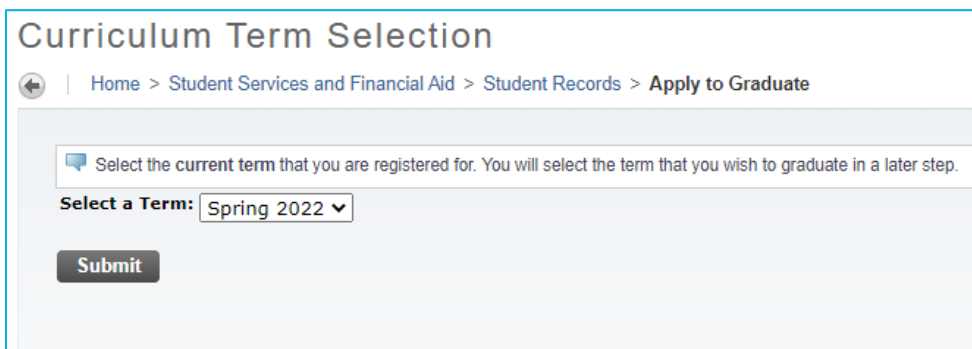 Curriculum Term Selection
Home > Student Services and Financial Aid > Student Records > Apply to Graduate
Select the current term that you are registered for. You will select the term that you wish to graduate in a later step.
Select a Term: Spring 2022
Submit